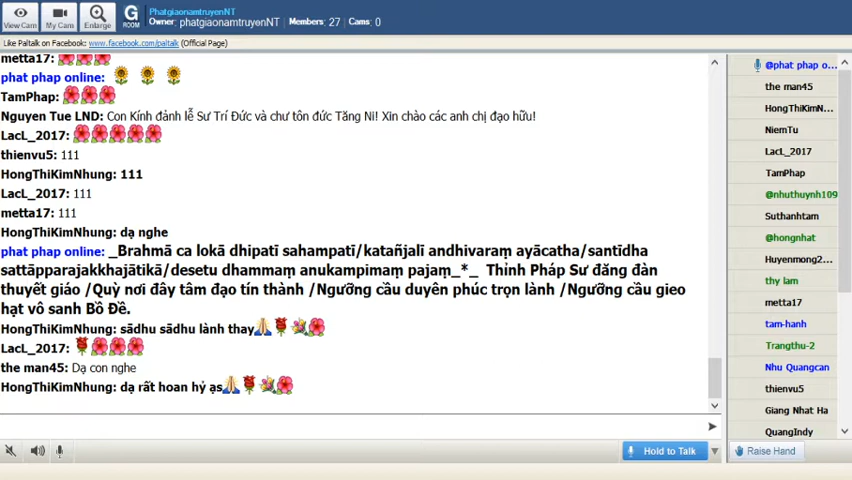 View Cam
My Cam
Enlarge
G
ROOM
PhatgiaonamtruyenNT
Owner: phatgiaonamtruyenNT | Members: 27 | Cams: 0
Like Paltalk on Facebook: www.facebook.com/paltalk (Official Page)
metta17:
phat phap online:
TamPhap:
Nguyen Tue LND: Con Kính đảnh lễ Sư Trí Đức và chư tôn đức Tăng Ni! Xin chào các anh chị đạo hữu!
LacL_2017:
thienvu5: 111
HongThiKimNhung: 111
LacL_2017: 111
metta17: 111
HongThiKimNhung: dạ nghe
phat phap online: _Brahmā ca lokā dhipatī sahampatī/katañjalī andhivaraṃ ayācatha/santīdha
sattāpparajakkhajātikā/desetu dhammaṃ anukampimaṃ pajaṃ_*_ Thỉnh Pháp Sư đăng đàn
thuyết giáo /Quỳ nơi đây tâm đạo tín thành /Ngưỡng cầu duyên phúc trọn lành /Ngưỡng cầu gieo
hạt vô sanh Bồ Đề.
HongThiKimNhung: sādhu sādhu lành thay
LacL_2017:
the man45: Dạ con nghe
HongThiKimNhung: dạ rất hoan hỷ ạs
@phat phap o...
the man45
HongThiKimN...
NiemTu
LacL_2017
TamPhap
@nhuthuynh109
Suthanhtam
@hongnhat
Huyenmong2...
thy lam
metta17
tam-hanh
Trangthu-2
Nhu Quangcan
thienvu5
Giang Nhat Ha
QuangIndy
Hold to Talk
Raise Hand